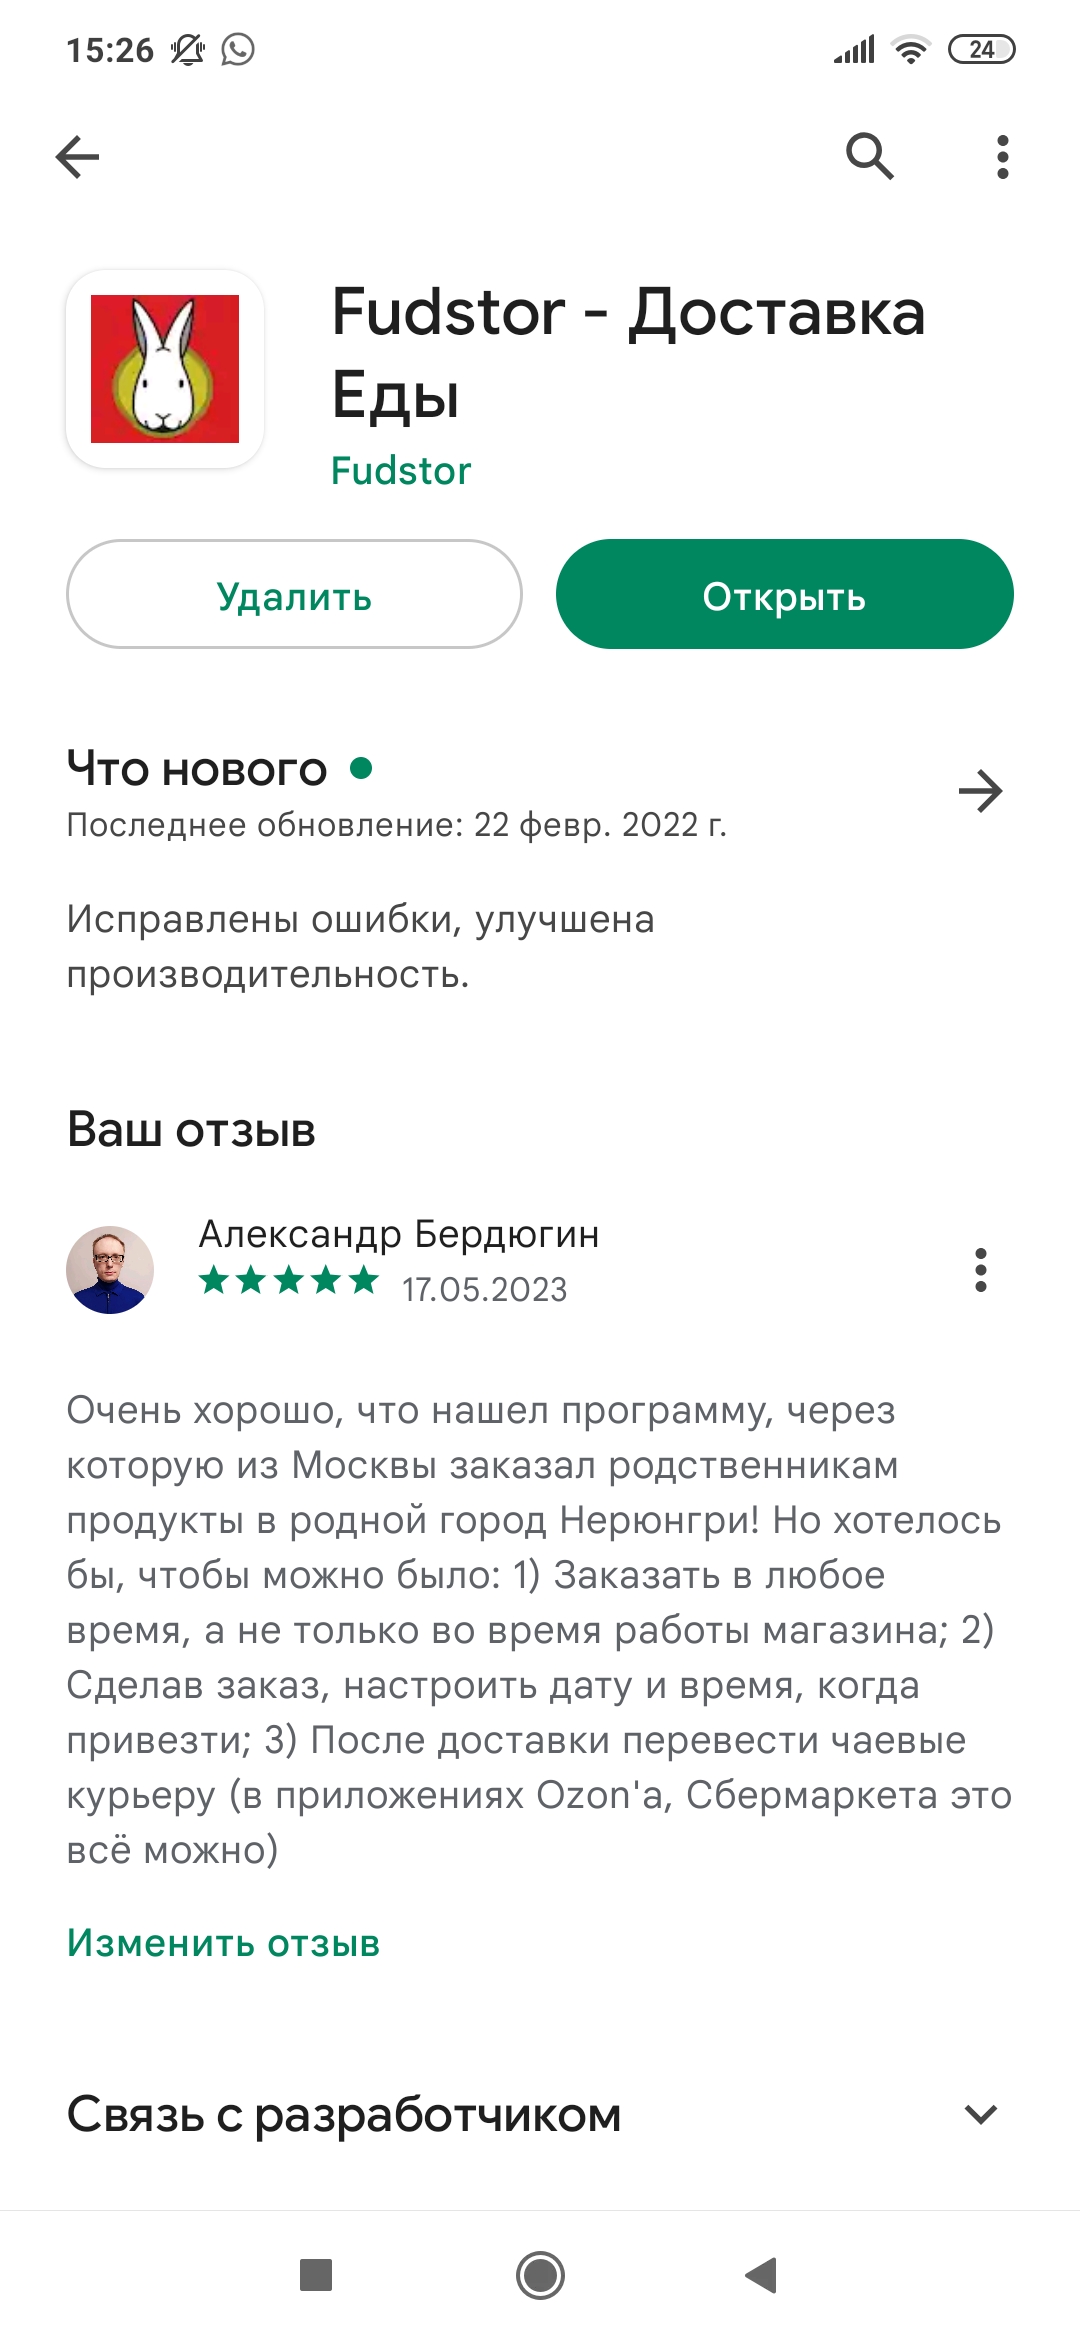 15:26
24
Fudstor - Доставка
Еды
Fudstor
Удалить
Открыть
Что нового
Последнее обновление: 22 февр. 2022 г.
Исправлены ошибки, улучшена
производительность.
Ваш отзыв
Александр Бердюгин
17.05.2023
Очень хорошо, что нашел программу, через
которую из Москвы заказал родственникам
продукты в родной город Нерюнгри! Но хотелось
бы, чтобы можно было: 1) Заказать в любое
время, а не только во время работы магазина; 2)
Сделав заказ, настроить дату и время, когда
привезти; 3) После доставки перевести чаевые
курьеру (в приложениях Ozon'а, Сбермаркета это
всё можно)
Изменить отзыв
Связь с разработчиком